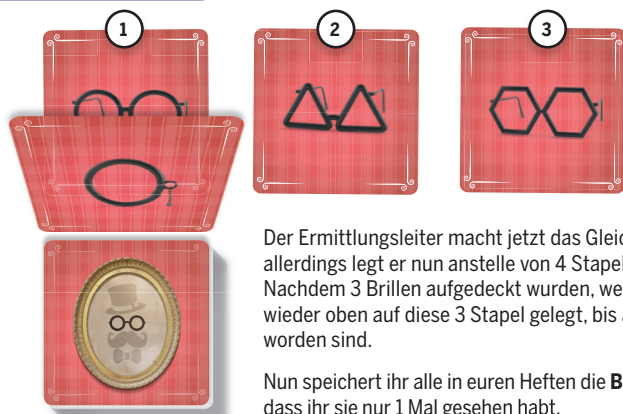 1
2
3
Der Ermittlungsleiter macht jetzt das Gleic
allerdings legt er nun anstelle von 4 Stapel
Nachdem 3 Brillen aufgedeckt wurden, we
wieder oben auf diese 3 Stapel gelegt, bis a
worden sind.
Nun speichert ihr alle in euren Heften die B
dass ihr sie nur 1 Mal gesehen habt.